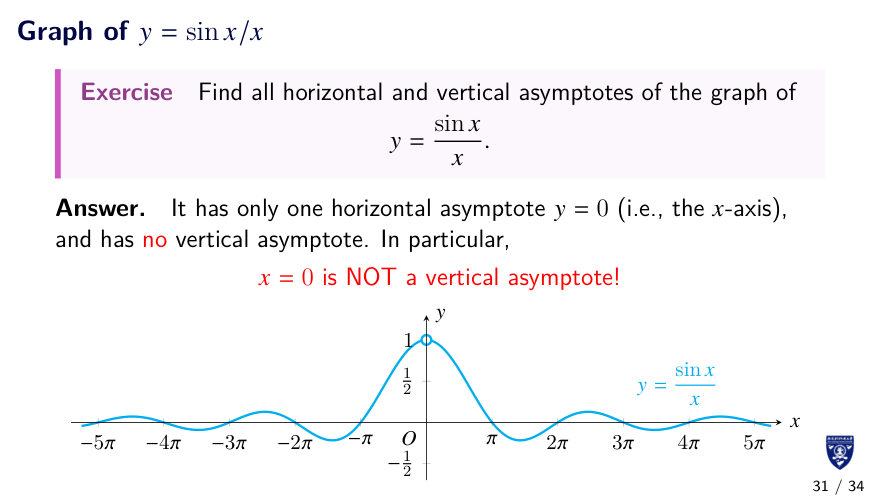 Graph of y = sin x/x
Exercise Find all horizontal and vertical asymptotes of the graph of
y = sin x / x .
Answer. It has only one horizontal asymptote y = 0 (i.e., the x-axis),
and has no vertical asymptote. In particular,
x = 0 is NOT a vertical asymptote!
y
1
1/2
y = sin x / x
x
−5π −4π −3π −2π −π O π 2π 3π 4π 5π
−1/2
31 / 34